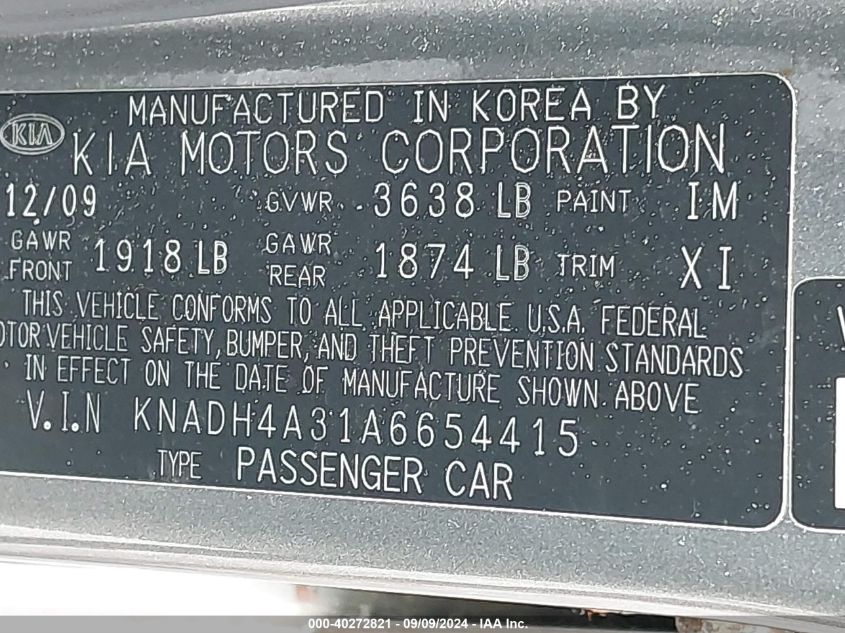 MANUFACTURED IN KOREA BY
KIA KIA MOTORS CORPORATION
12/09 GVWR 3638 LB PAINT IM
GAWR FRONT 1918 LB GAWR REAR 1874 LB TRIM XI
THIS VEHICLE CONFORMS TO ALL APPLICABLE U.S.A. FEDERAL
OTOR VEHICLE SAFETY, BUMPER, AND THEFT PREVENTION STANDARDS
IN EFFECT ON THE DATE OF MANUFACTURE SHOWN ABOVE
V.I.N KNADH4A31A6654415
TYPE PASSENGER CAR
000-40272821 - 09/09/2024 - IAA Inc.